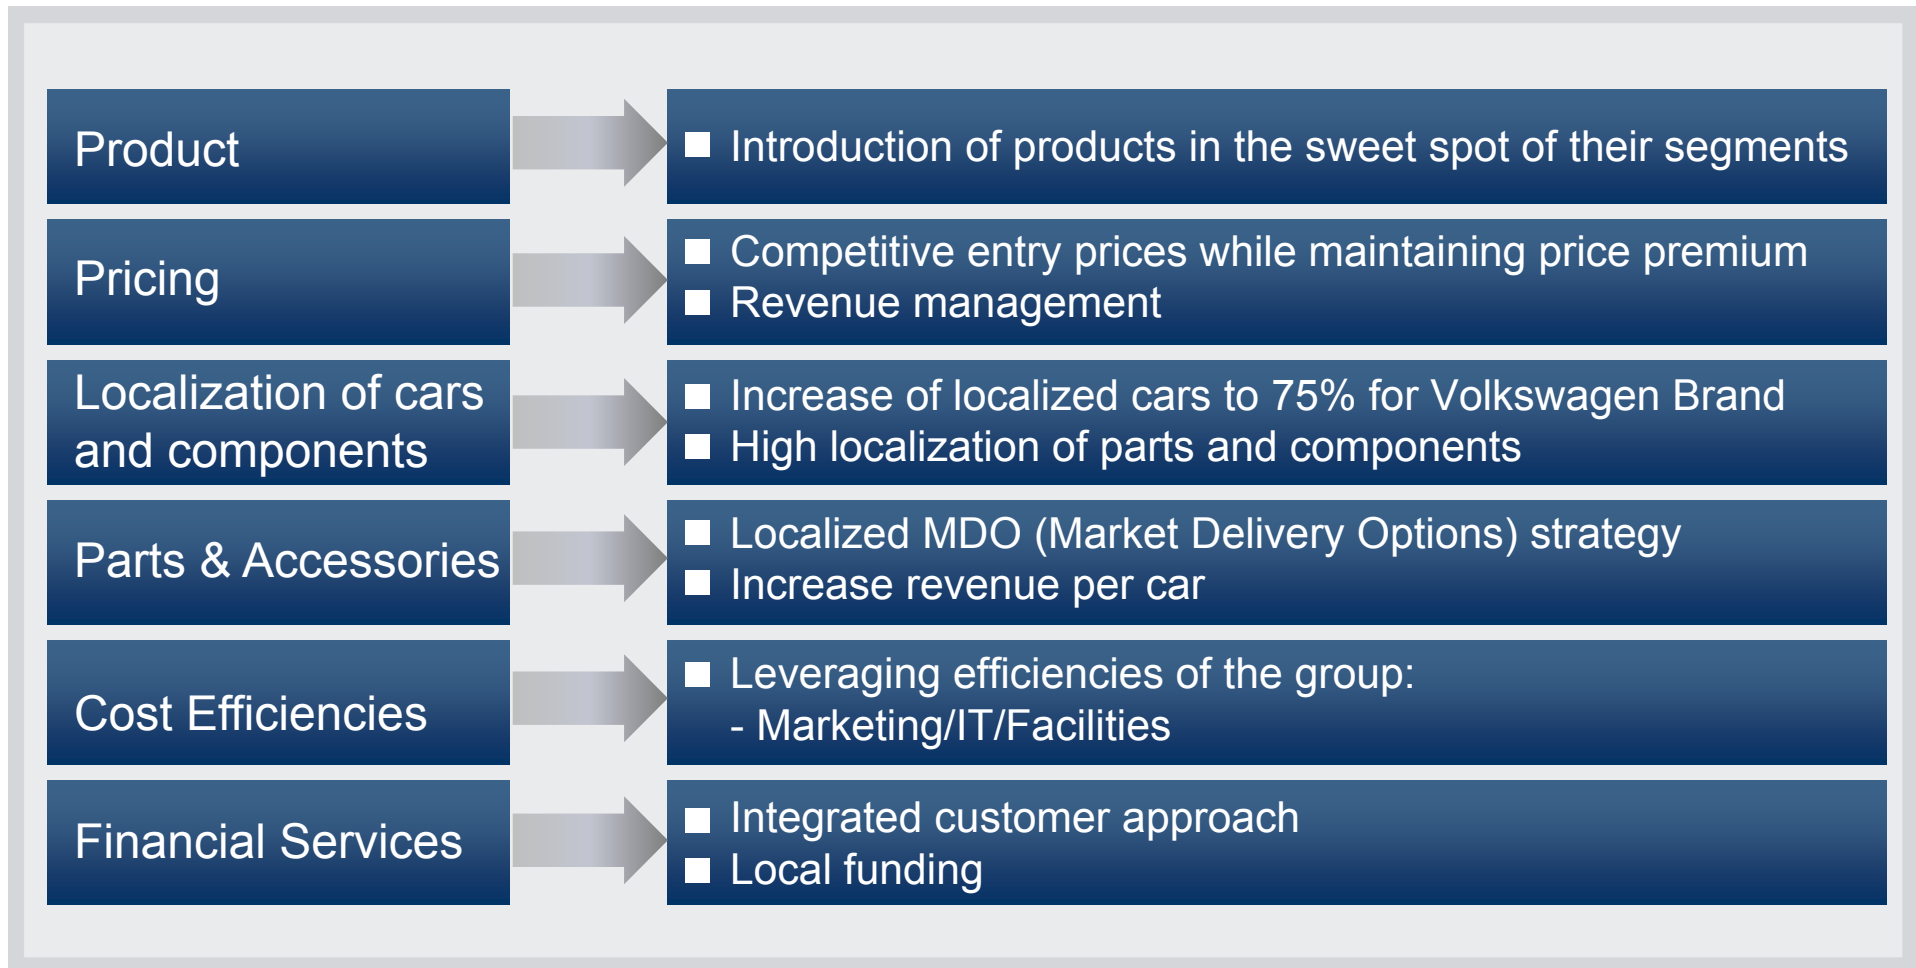 Product
■ Introduction of products in the sweet spot of their segments
Pricing
■ Competitive entry prices while maintaining price premium
■ Revenue management
Localization of cars
and components
■ Increase of localized cars to 75% for Volkswagen Brand
■ High localization of parts and components
Parts & Accessories
■ Localized MDO (Market Delivery Options) strategy
■ Increase revenue per car
Cost Efficiencies
■ Leveraging efficiencies of the group:
- Marketing/IT/Facilities
Financial Services
■ Integrated customer approach
■ Local funding